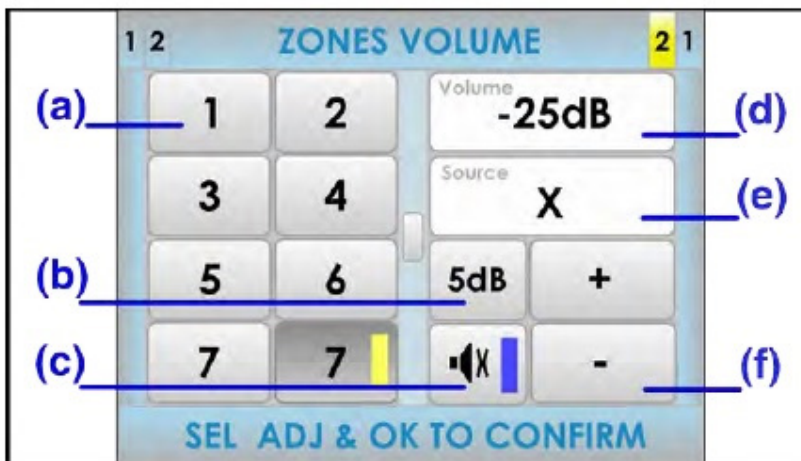 1 2 ZONES VOLUME 2 1
(a) 1 2 Volume -25dB (d)
3 4 Source X (e)
(b) 5 6 5dB +
(c) 7 7 X - (f)
SEL ADJ & OK TO CONFIRM